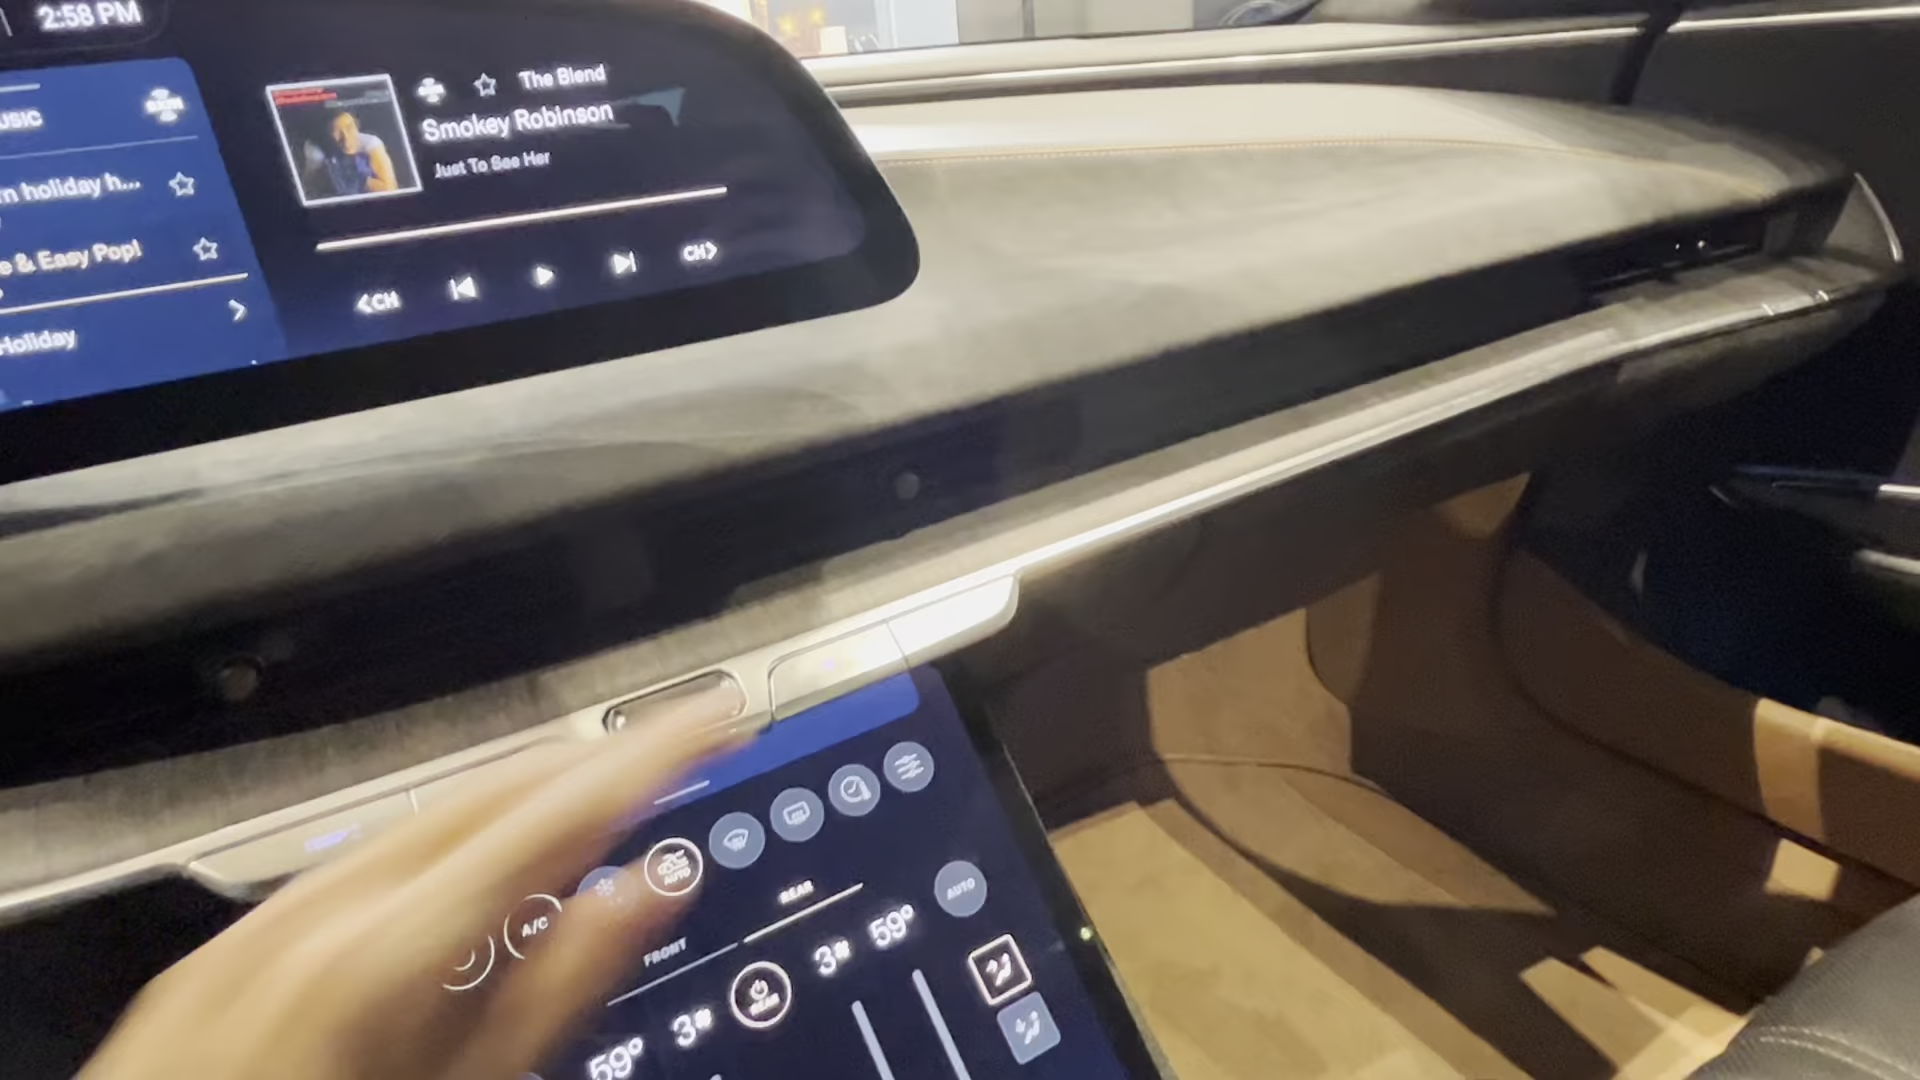 2:58 PM
USIC
n holiday h...
e & Easy Pop!
Holiday
The Blend
Smokey Robinson
Just To See Her
<CH
CH>
A/C
AUTO
REAR
FRONT
AUTO
59°
3
REAR
3
59°